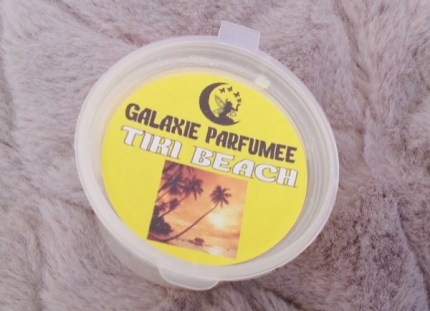 GALAXIE PARFUMEE
TIKI BEACH